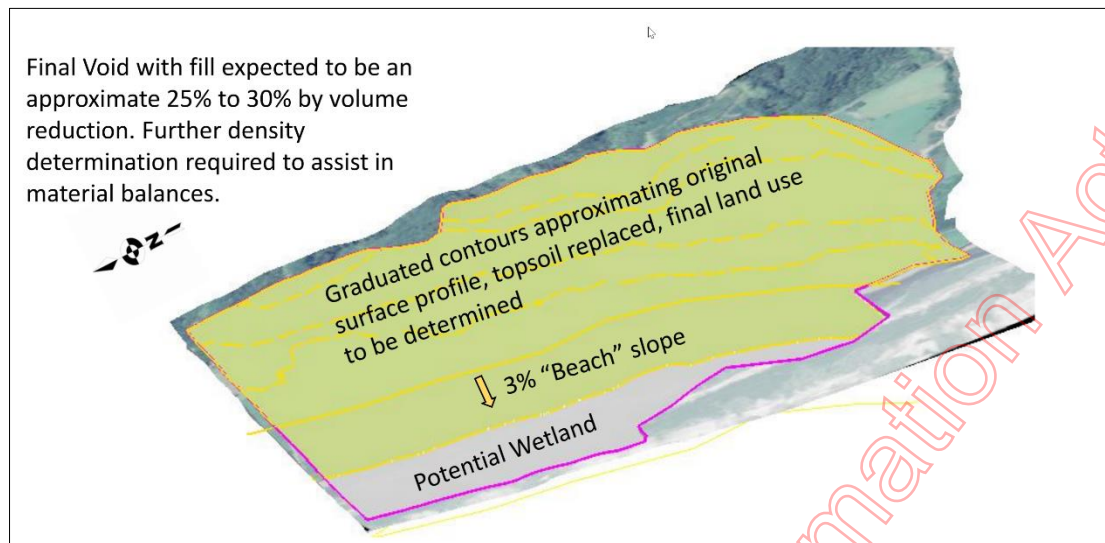 Final Void with fill expected to be an
approximate 25% to 30% by volume
reduction. Further density
determination required to assist in
material balances.
N
Graduated contours approximating original
surface profile, topsoil replaced, final land use
to be determined
3% “Beach” slope
Potential Wetland
mation Act